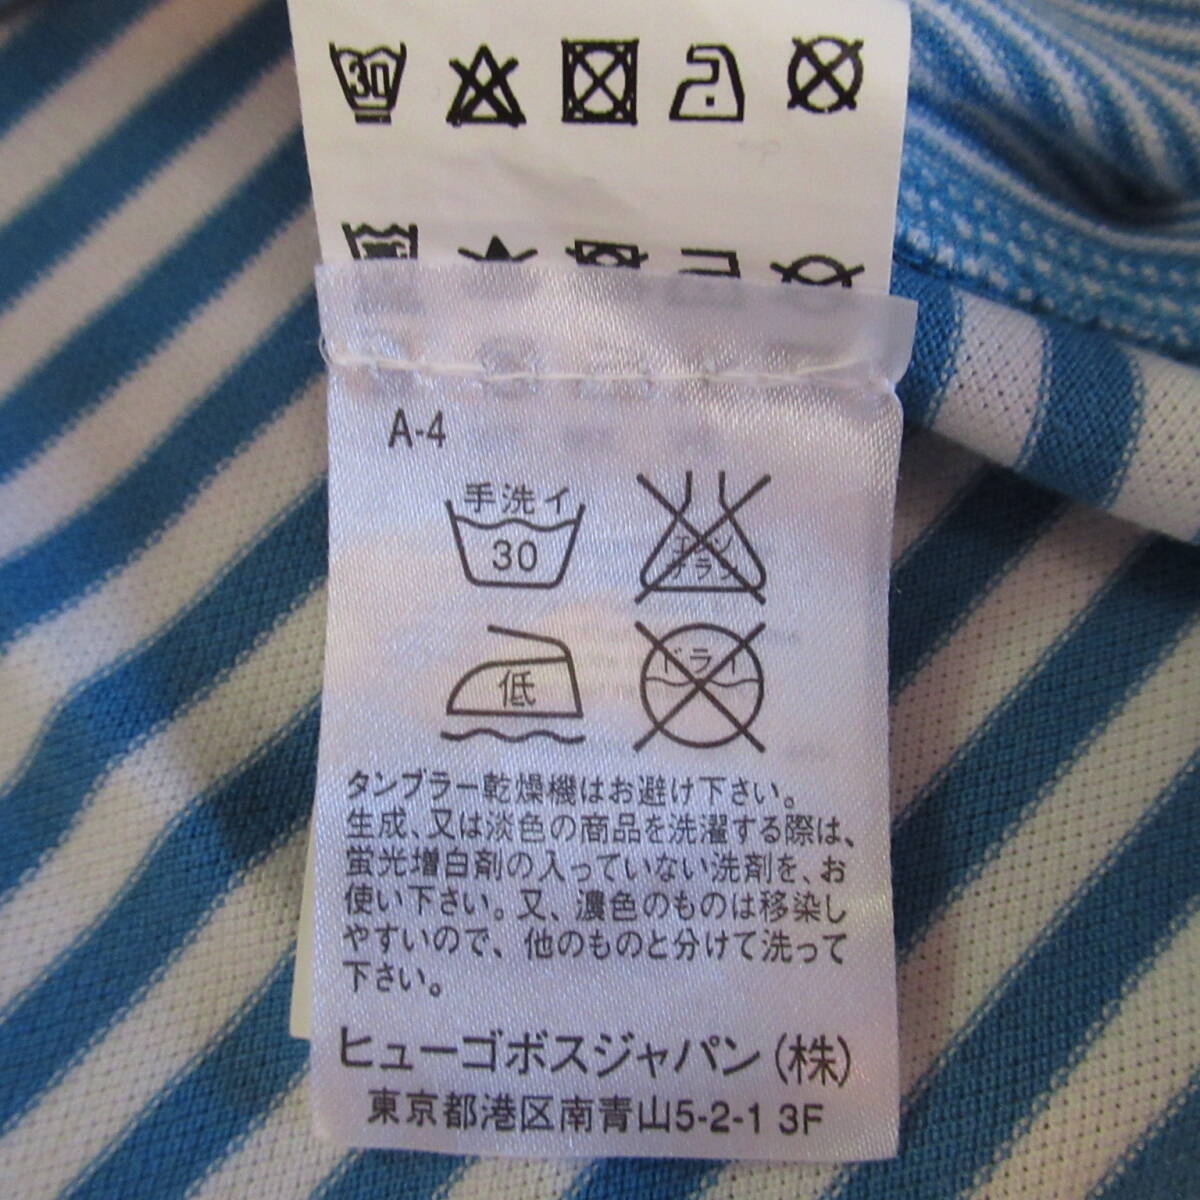 30
A-4
手洗イ
30
エンソ
ドライ
低
タンブラー乾燥機はお避け下さい。
生成、又は淡色の商品を洗濯する際は、
蛍光増白剤の入っていない洗剤を、お
使い下さい。又、濃色のものは移染し
やすいので、他のものと分けて洗って
下さい。
ヒューゴボスジャパン(株)
東京都港区南青山5-2-1 3F